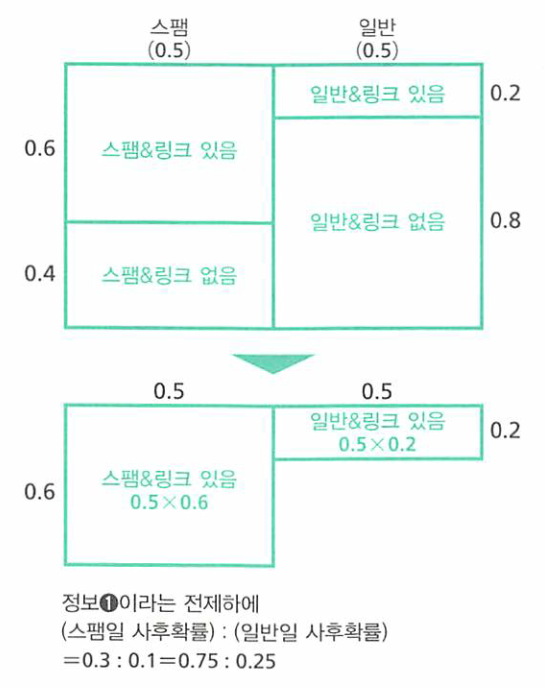 스팸 일반
(0.5) (0.5)
일반&링크 있음 0.2
0.6 스팸&링크 있음
일반&링크 없음 0.8
0.4 스팸&링크 없음
0.5 0.5
일반&링크 있음
0.5×0.2 0.2
스팸&링크 있음
0.6 0.5×0.6
정보❶이라는 전제하에
(스팸일 사후확률) : (일반일 사후확률)
=0.3 : 0.1=0.75 : 0.25